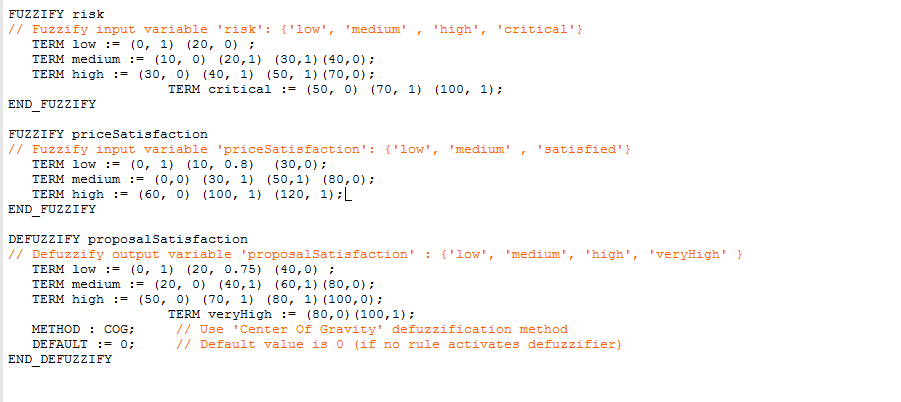 FUZZIFY risk
// Fuzzify input variable 'risk': {'low', 'medium' , 'high', 'critical'}
TERM low := (0, 1) (20, 0) ;
TERM medium := (10, 0) (20,1) (30,1)(40,0);
TERM high := (30, 0) (40, 1) (50, 1)(70,0);
TERM critical := (50, 0) (70, 1) (100, 1);
END_FUZZIFY
FUZZIFY priceSatisfaction
// Fuzzify input variable 'priceSatisfaction': {'low', 'medium' , 'satisfied'}
TERM low := (0, 1) (10, 0.8) (30,0);
TERM medium := (0,0) (30, 1) (50,1) (80,0);
TERM high := (60, 0) (100, 1) (120, 1);
END_FUZZIFY
DEFUZZIFY proposalSatisfaction
// Defuzzify output variable 'proposalSatisfaction' : {'low', 'medium', 'high', 'veryHigh' }
TERM low := (0, 1) (20, 0.75) (40,0) ;
TERM medium := (20, 0) (40,1) (60,1)(80,0);
TERM high := (50, 0) (70, 1) (80, 1)(100,0);
TERM veryHigh := (80,0)(100,1);
METHOD : COG; // Use 'Center Of Gravity' defuzzification method
DEFAULT := 0; // Default value is 0 (if no rule activates defuzzifier)
END_DEFUZZIFY